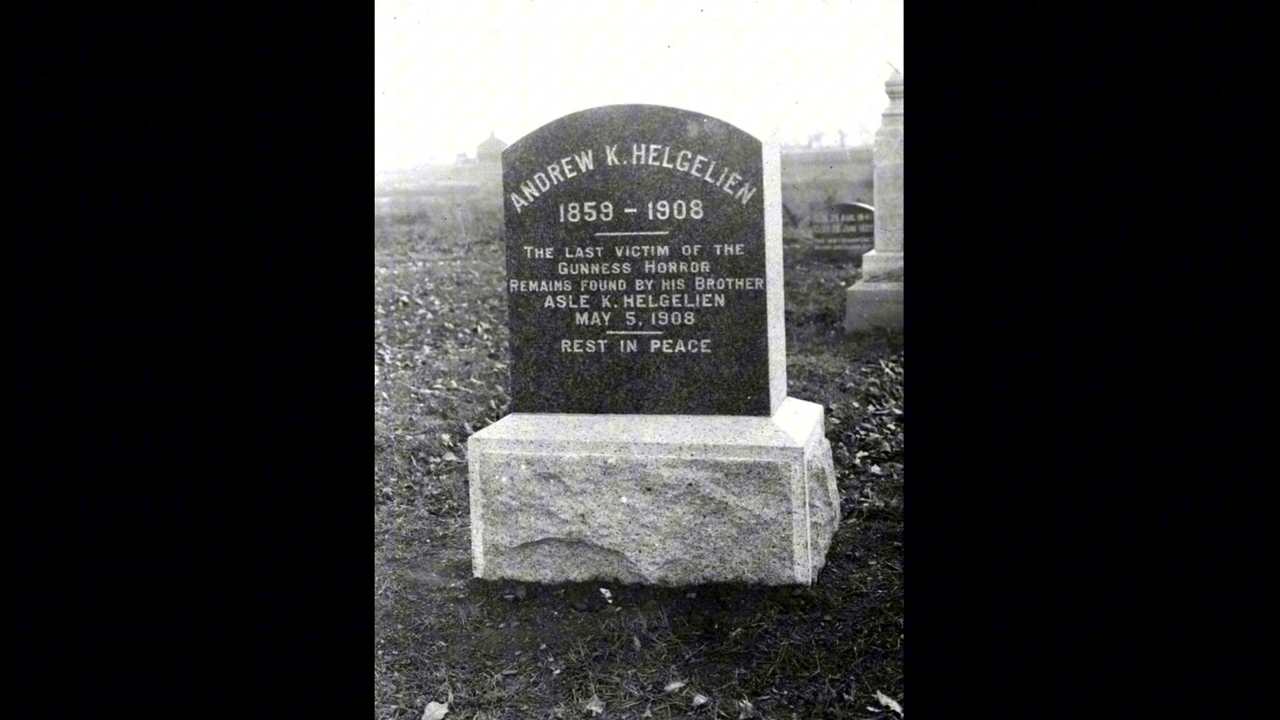 ANDREW K. HELGELIEN
1859 – 1908
THE LAST VICTIM OF THE
GUNNESS HORROR
REMAINS FOUND BY HIS BROTHER
ASLE K. HELGELIEN
MAY 5, 1908
REST IN PEACE